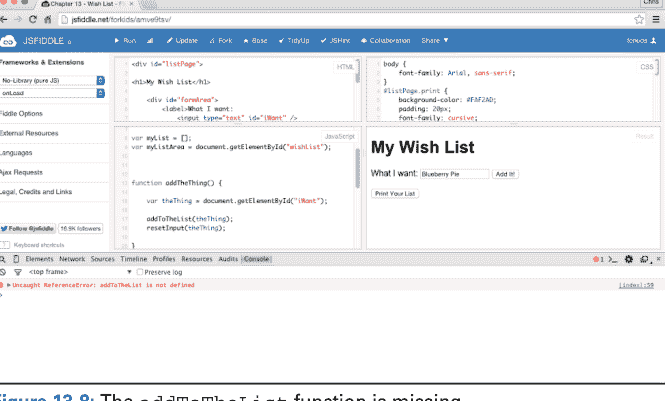 Chapter 13 - Wish List - F
Chris
jsfiddle.net/forkids/amve9tsv/
JSFIDDLE
Run
Update
Fork
Base
TidyUp
JSHint
Collaboration
Share
forkids
Frameworks & Extensions
No-Library (pure JS)
onLoad
Fiddle Options
External Resources
Languages
Ajax Requests
Legal, Credits and Links
Follow @jsfiddle
16.9K followers
Keyboard shortcuts
<div id="listPage">
HTML
<h1>My Wish List</h1>
<div id="formArea">
<label>What I want:
<input type="text" id="iWant" />
body {
CSS
font-family: Arial, sans-serif;
}
#listPage.print {
background-color: #FAF2AD;
padding: 20px;
font-family: cursive;
var myList = [];
JavaScript
var myListArea = document.getElementById("wishList");
function addTheThing() {
var theThing = document.getElementById("iWant");
addToTheList(theThing);
resetInput(theThing);
}
Result
My Wish List
What I want: Blueberry Pie Add It!
Print Your List
Elements Network Sources Timeline Profiles Resources Audits Console
1
<top frame>
Preserve log
Uncaught ReferenceError: addToTheList is not defined
(index):59
Figure 13-8: The addToTheList function is missing